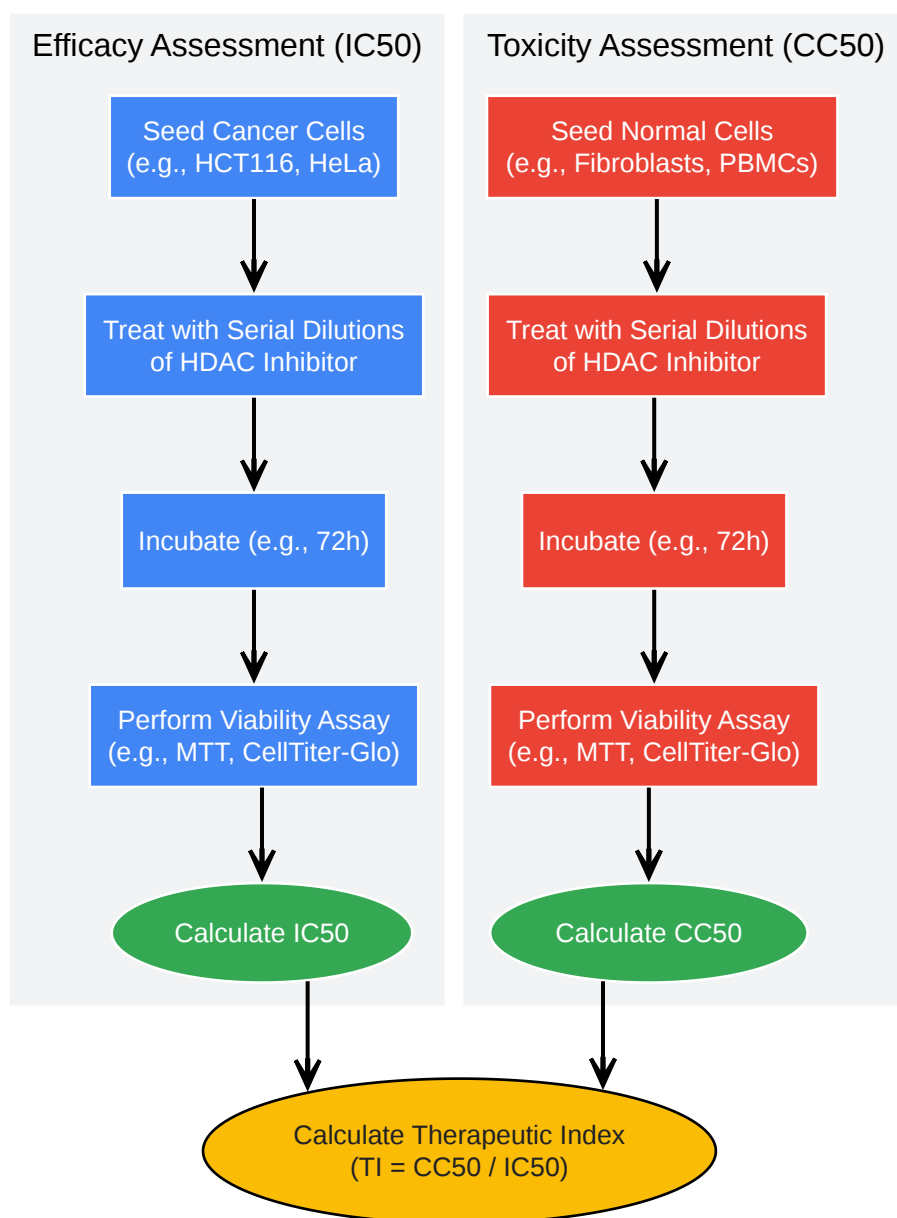 Efficacy Assessment (IC50)
Seed Cancer Cells
(e.g., HCT116, HeLa)
Treat with Serial Dilutions
of HDAC Inhibitor
Incubate (e.g., 72h)
Perform Viability Assay
(e.g., MTT, CellTiter-Glo)
Calculate IC50
Toxicity Assessment (CC50)
Seed Normal Cells
(e.g., Fibroblasts, PBMCs)
Treat with Serial Dilutions
of HDAC Inhibitor
Incubate (e.g., 72h)
Perform Viability Assay
(e.g., MTT, CellTiter-Glo)
Calculate CC50
Calculate Therapeutic Index
(TI = CC50 / IC50)